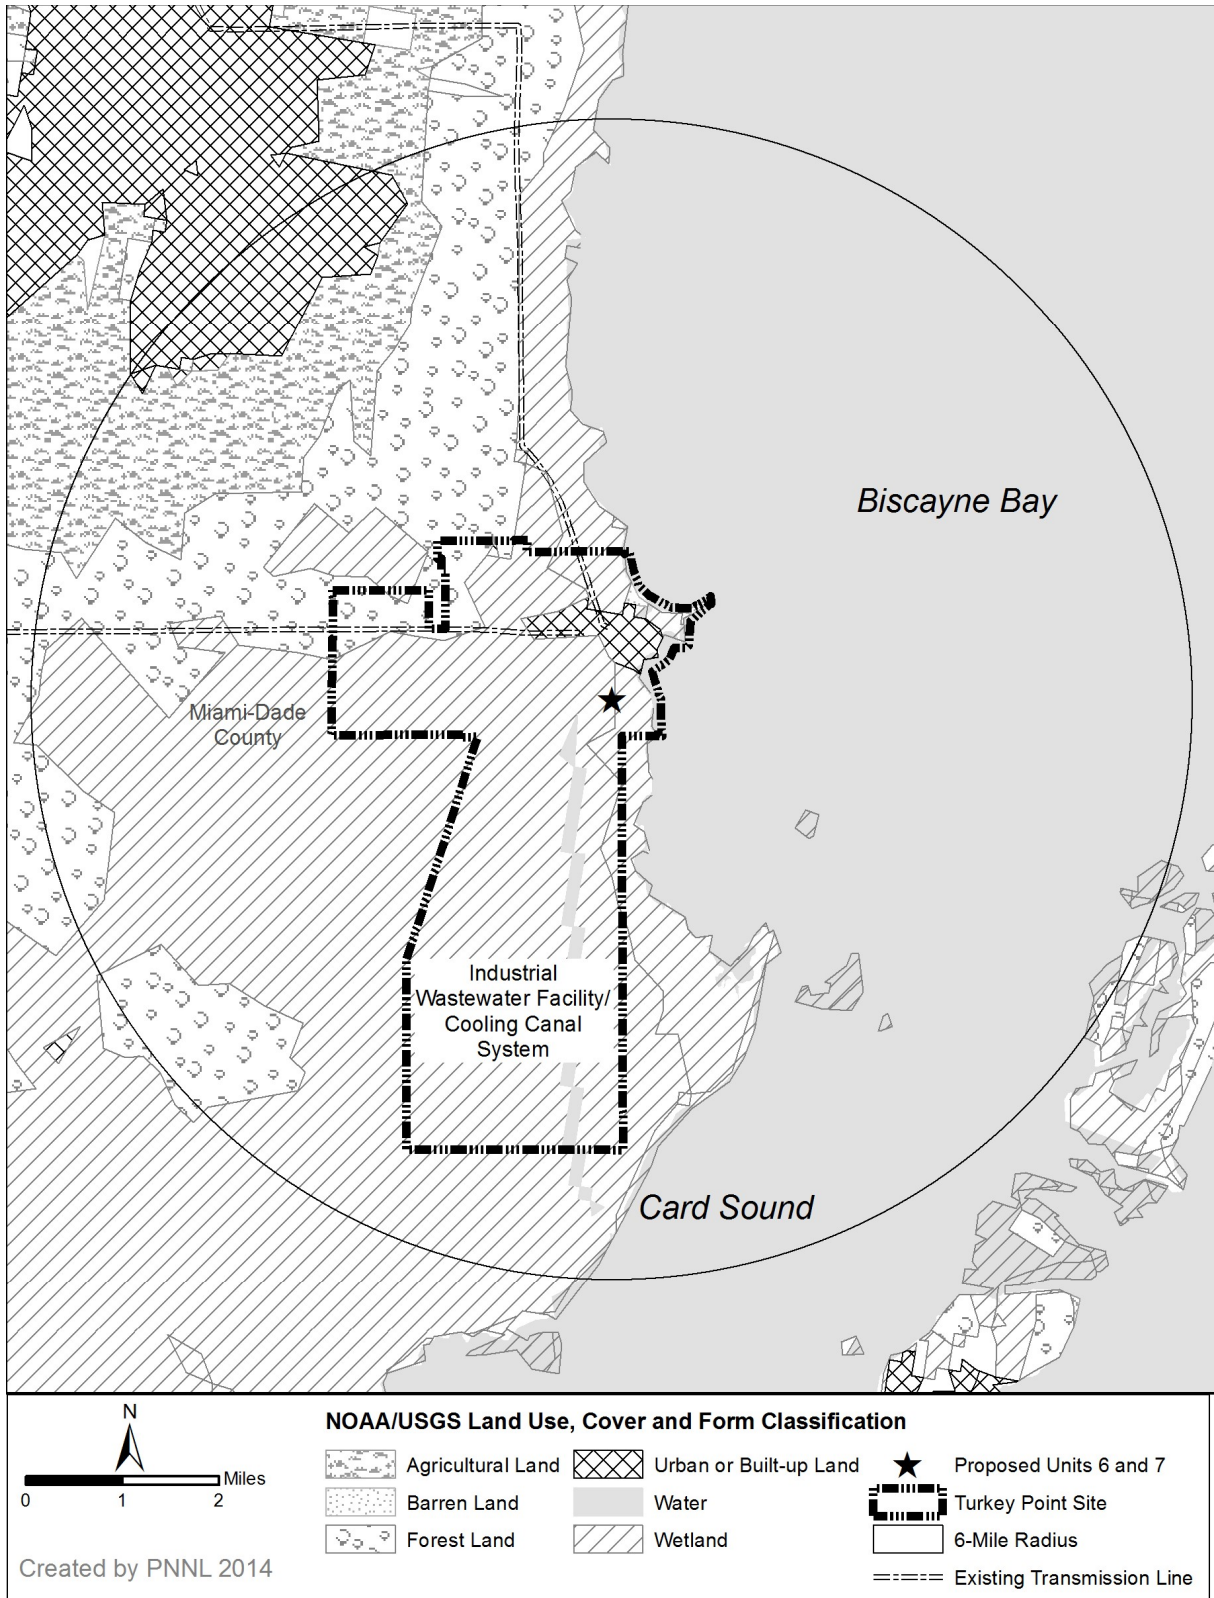 Biscayne Bay
Miami-Dade
County
Industrial
Wastewater Facility/
Cooling Canal
System
Card Sound
N
Miles
0 1 2
Created by PNNL 2014
NOAA/USGS Land Use, Cover and Form Classification
Agricultural Land
Barren Land
Forest Land
Urban or Built-up Land
Water
Wetland
Proposed Units 6 and 7
Turkey Point Site
6-Mile Radius
Existing Transmission Line